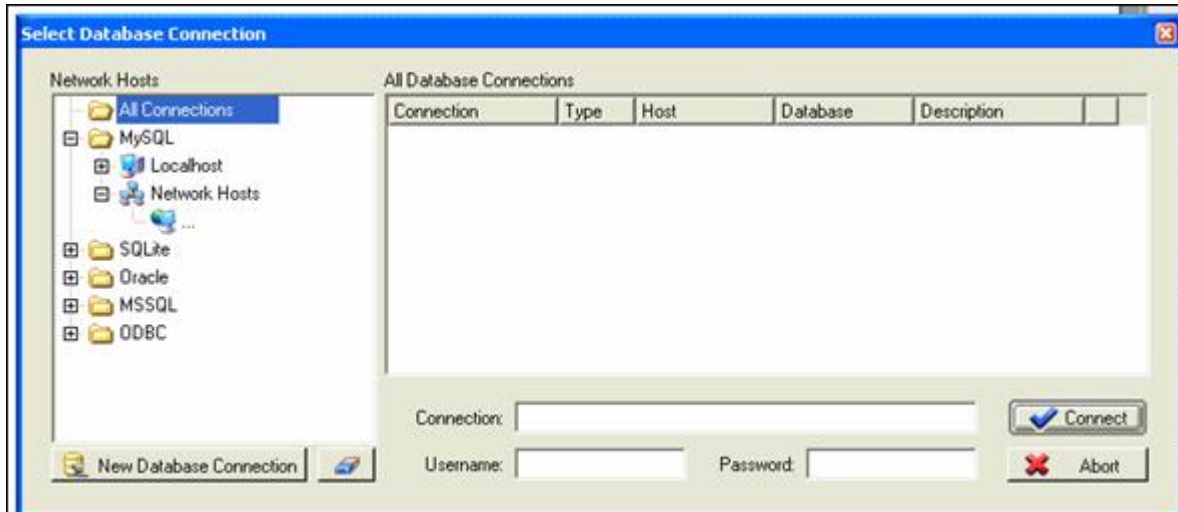 Select Database Connection
Network Hosts
All Connections
MySQL
Localhost
Network Hosts
...
SQLite
Oracle
MSSQL
ODBC
New Database Connection
All Database Connections
Connection Type Host Database Description
Connection:
Connect
Username:
Password:
Abort